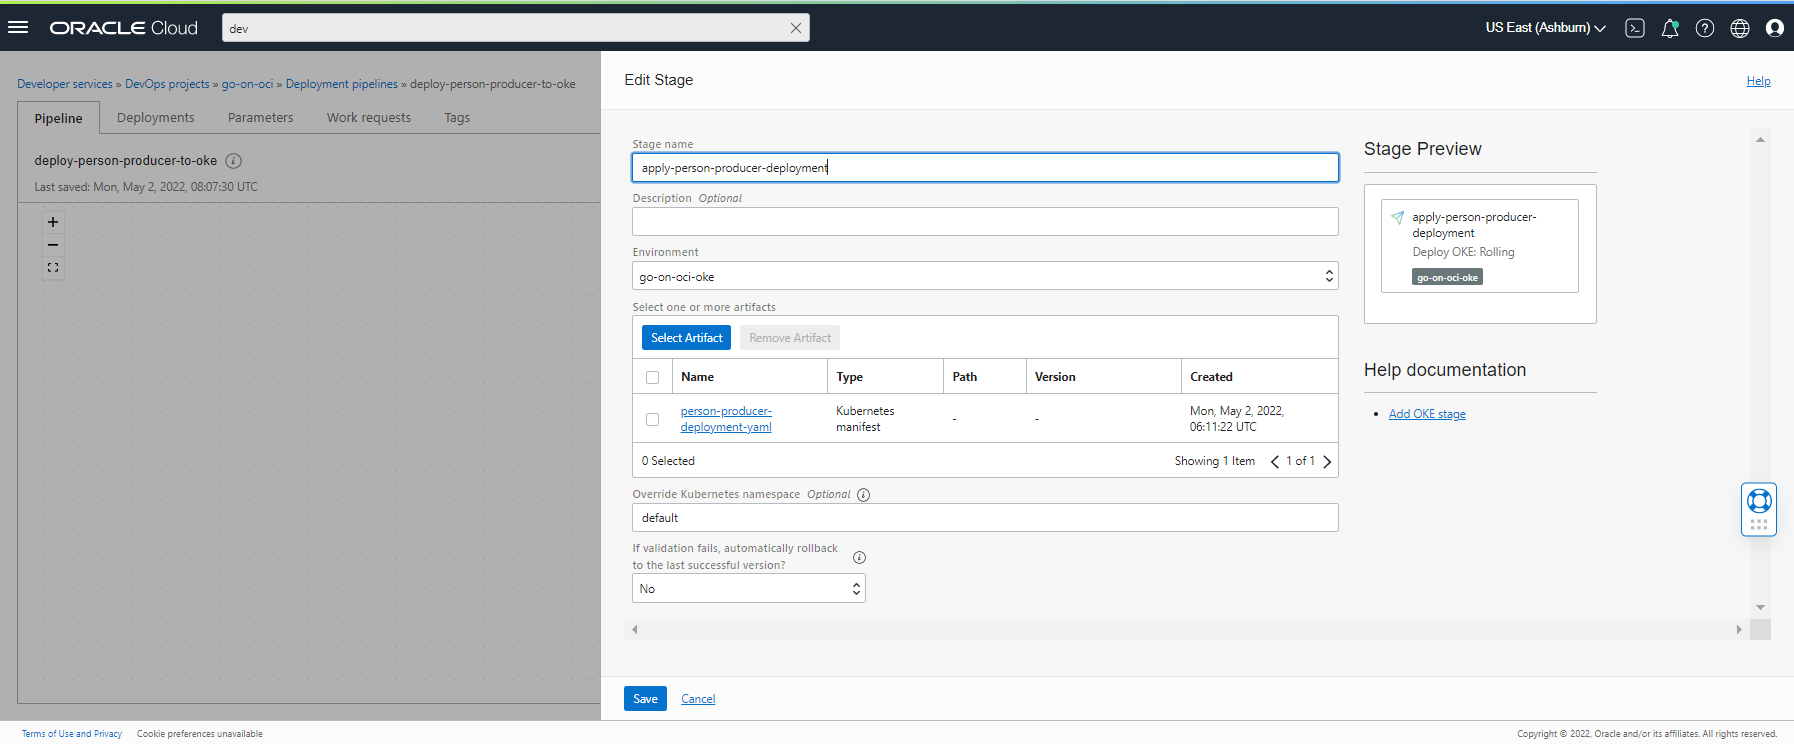 ORACLE Cloud
dev
US East (Ashburn)
Developer services » DevOps projects » go-on-oci » Deployment pipelines » deploy-person-producer-to-oke
Pipeline Deployments Parameters Work requests Tags
deploy-person-producer-to-oke
Last saved: Mon, May 2, 2022, 08:07:30 UTC
Edit Stage
Help
Stage name
apply-person-producer-deployment
Description Optional
Environment
go-on-oci-oke
Select one or more artifacts
Select Artifact Remove Artifact
Name Type Path Version Created
person-producer-
deployment-yaml
Kubernetes
manifest
-
-
Mon, May 2, 2022,
06:11:22 UTC
0 Selected
Showing 1 Item 1 of 1
Override Kubernetes namespace Optional
default
If validation fails, automatically rollback
to the last successful version?
No
Stage Preview
apply-person-producer-
deployment
Deploy OKE: Rolling
go-on-oci-oke
Help documentation
Add OKE stage
Save Cancel
Terms of Use and Privacy Cookie preferences unavailable
Copyright © 2022, Oracle and/or its affiliates. All rights reserved.